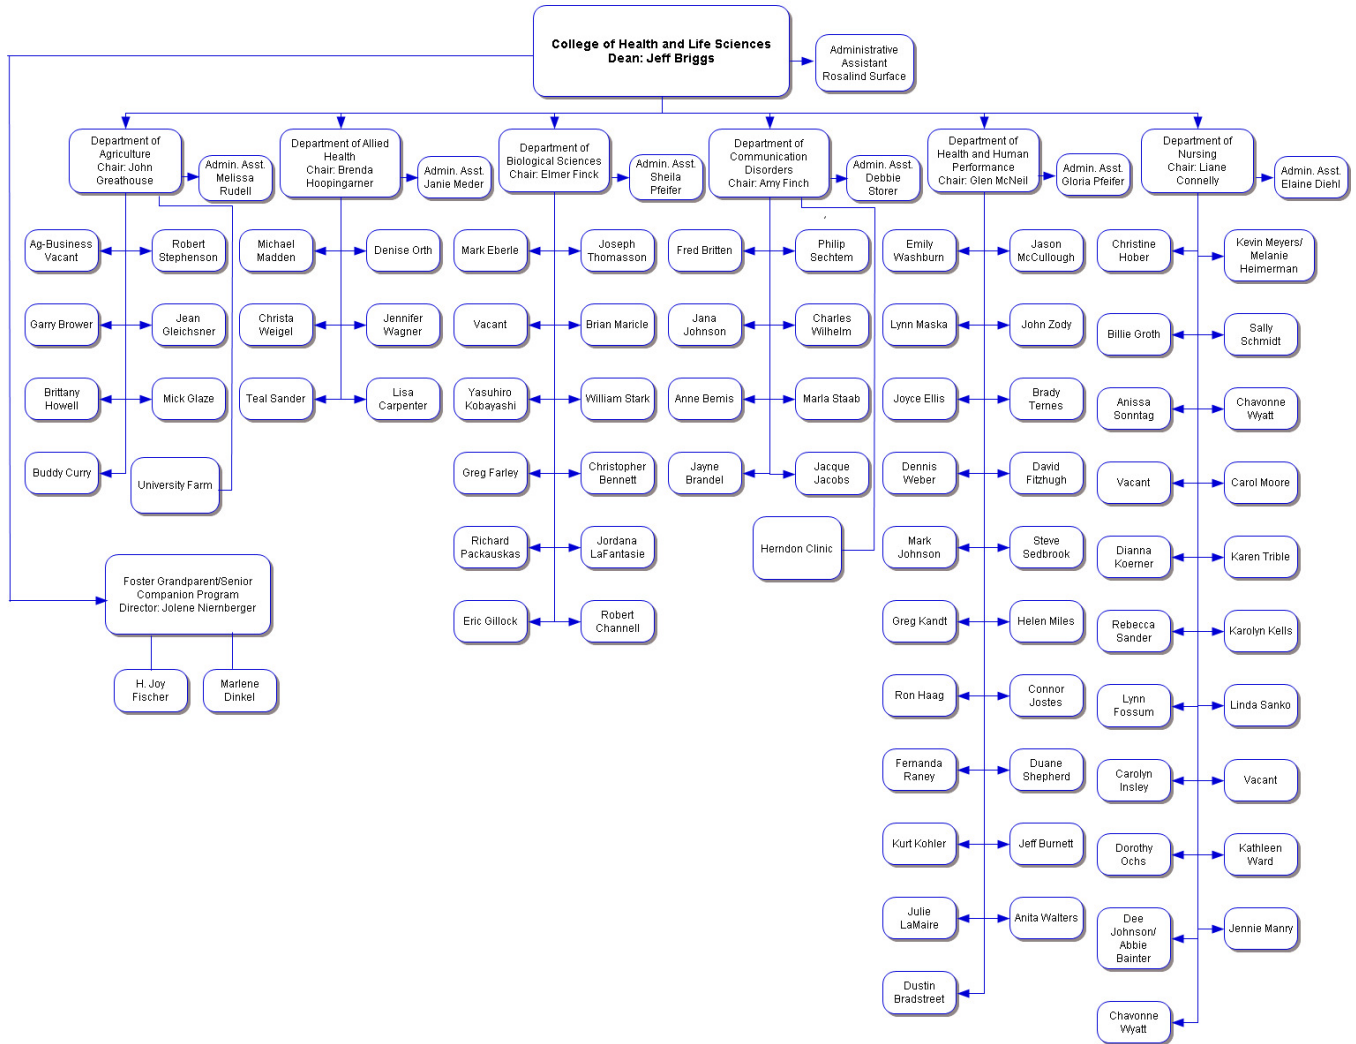 College of Health and Life Sciences
Dean: Jeff Briggs
Administrative
Assistant
Rosalind Surface
Department of
Agriculture
Chair: John
Greathouse
Admin. Asst.
Melissa
Rudell
Department of Allied
Health
Chair: Brenda
Hoopingarner
Admin. Asst.
Janie Meder
Department of
Biological Sciences
Chair: Elmer Finck
Admin. Asst.
Sheila
Pfeifer
Department of
Communication
Disorders
Chair: Amy Finch
Admin. Asst.
Debbie
Storer
,
Department of
Health and Human
Performance
Chair: Glen McNeil
Admin. Asst.
Gloria Pfeifer
Department of
Nursing
Chair: Liane
Connelly
Admin. Asst.
Elaine Diehl
Ag-Business
Vacant
Robert
Stephenson
Garry Brower
Jean
Gleichsner
Brittany
Howell
Mick Glaze
Buddy Curry
University Farm
Michael
Madden
Denise Orth
Christa
Weigel
Jennifer
Wagner
Teal Sander
Lisa
Carpenter
Mark Eberle
Joseph
Thomasson
Vacant
Brian Maricle
Yasuhiro
Kobayashi
William Stark
Greg Farley
Christopher
Bennett
Richard
Packauskas
Jordana
LaFantasie
Eric Gillock
Robert
Channell
Fred Britten
Philip
Sechtem
Jana
Johnson
Charles
Wilhelm
Anne Bemis
Marla Staab
Jayne
Brandel
Jacque
Jacobs
Herndon Clinic
Emily
Washburn
Jason
McCullough
Lynn Maska
John Zody
Joyce Ellis
Brady
Ternes
Dennis
Weber
David
Fitzhugh
Mark
Johnson
Steve
Sedbrook
Greg Kandt
Helen Miles
Ron Haag
Connor
Jostes
Fernanda
Raney
Duane
Shepherd
Kurt Kohler
Jeff Burnett
Julie
LaMaire
Anita Walters
Dustin
Bradstreet
Christine
Hober
Kevin Meyers/
Melanie
Heimerman
Billie Groth
Sally
Schmidt
Anissa
Sonntag
Chavonne
Wyatt
Vacant
Carol Moore
Dianna
Koerner
Karen Trible
Rebecca
Sander
Karolyn Kells
Lynn
Fossum
Linda Sanko
Carolyn
Insley
Vacant
Dorothy
Ochs
Kathleen
Ward
Dee
Johnson/
Abbie
Bainter
Jennie Manry
Chavonne
Wyatt
Foster Grandparent/Senior
Companion Program
Director: Jolene Niernberger
H. Joy
Fischer
Marlene
Dinkel